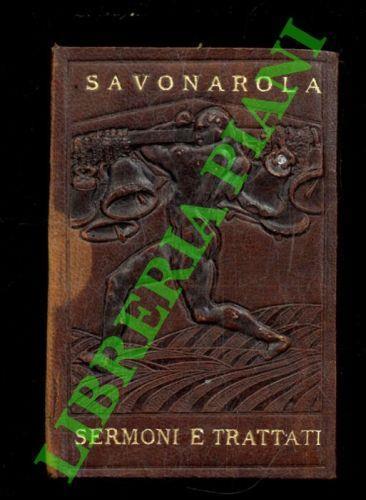 SAVONAROLA
LIBRERIA PIANI
SERMONI E TRATTATI